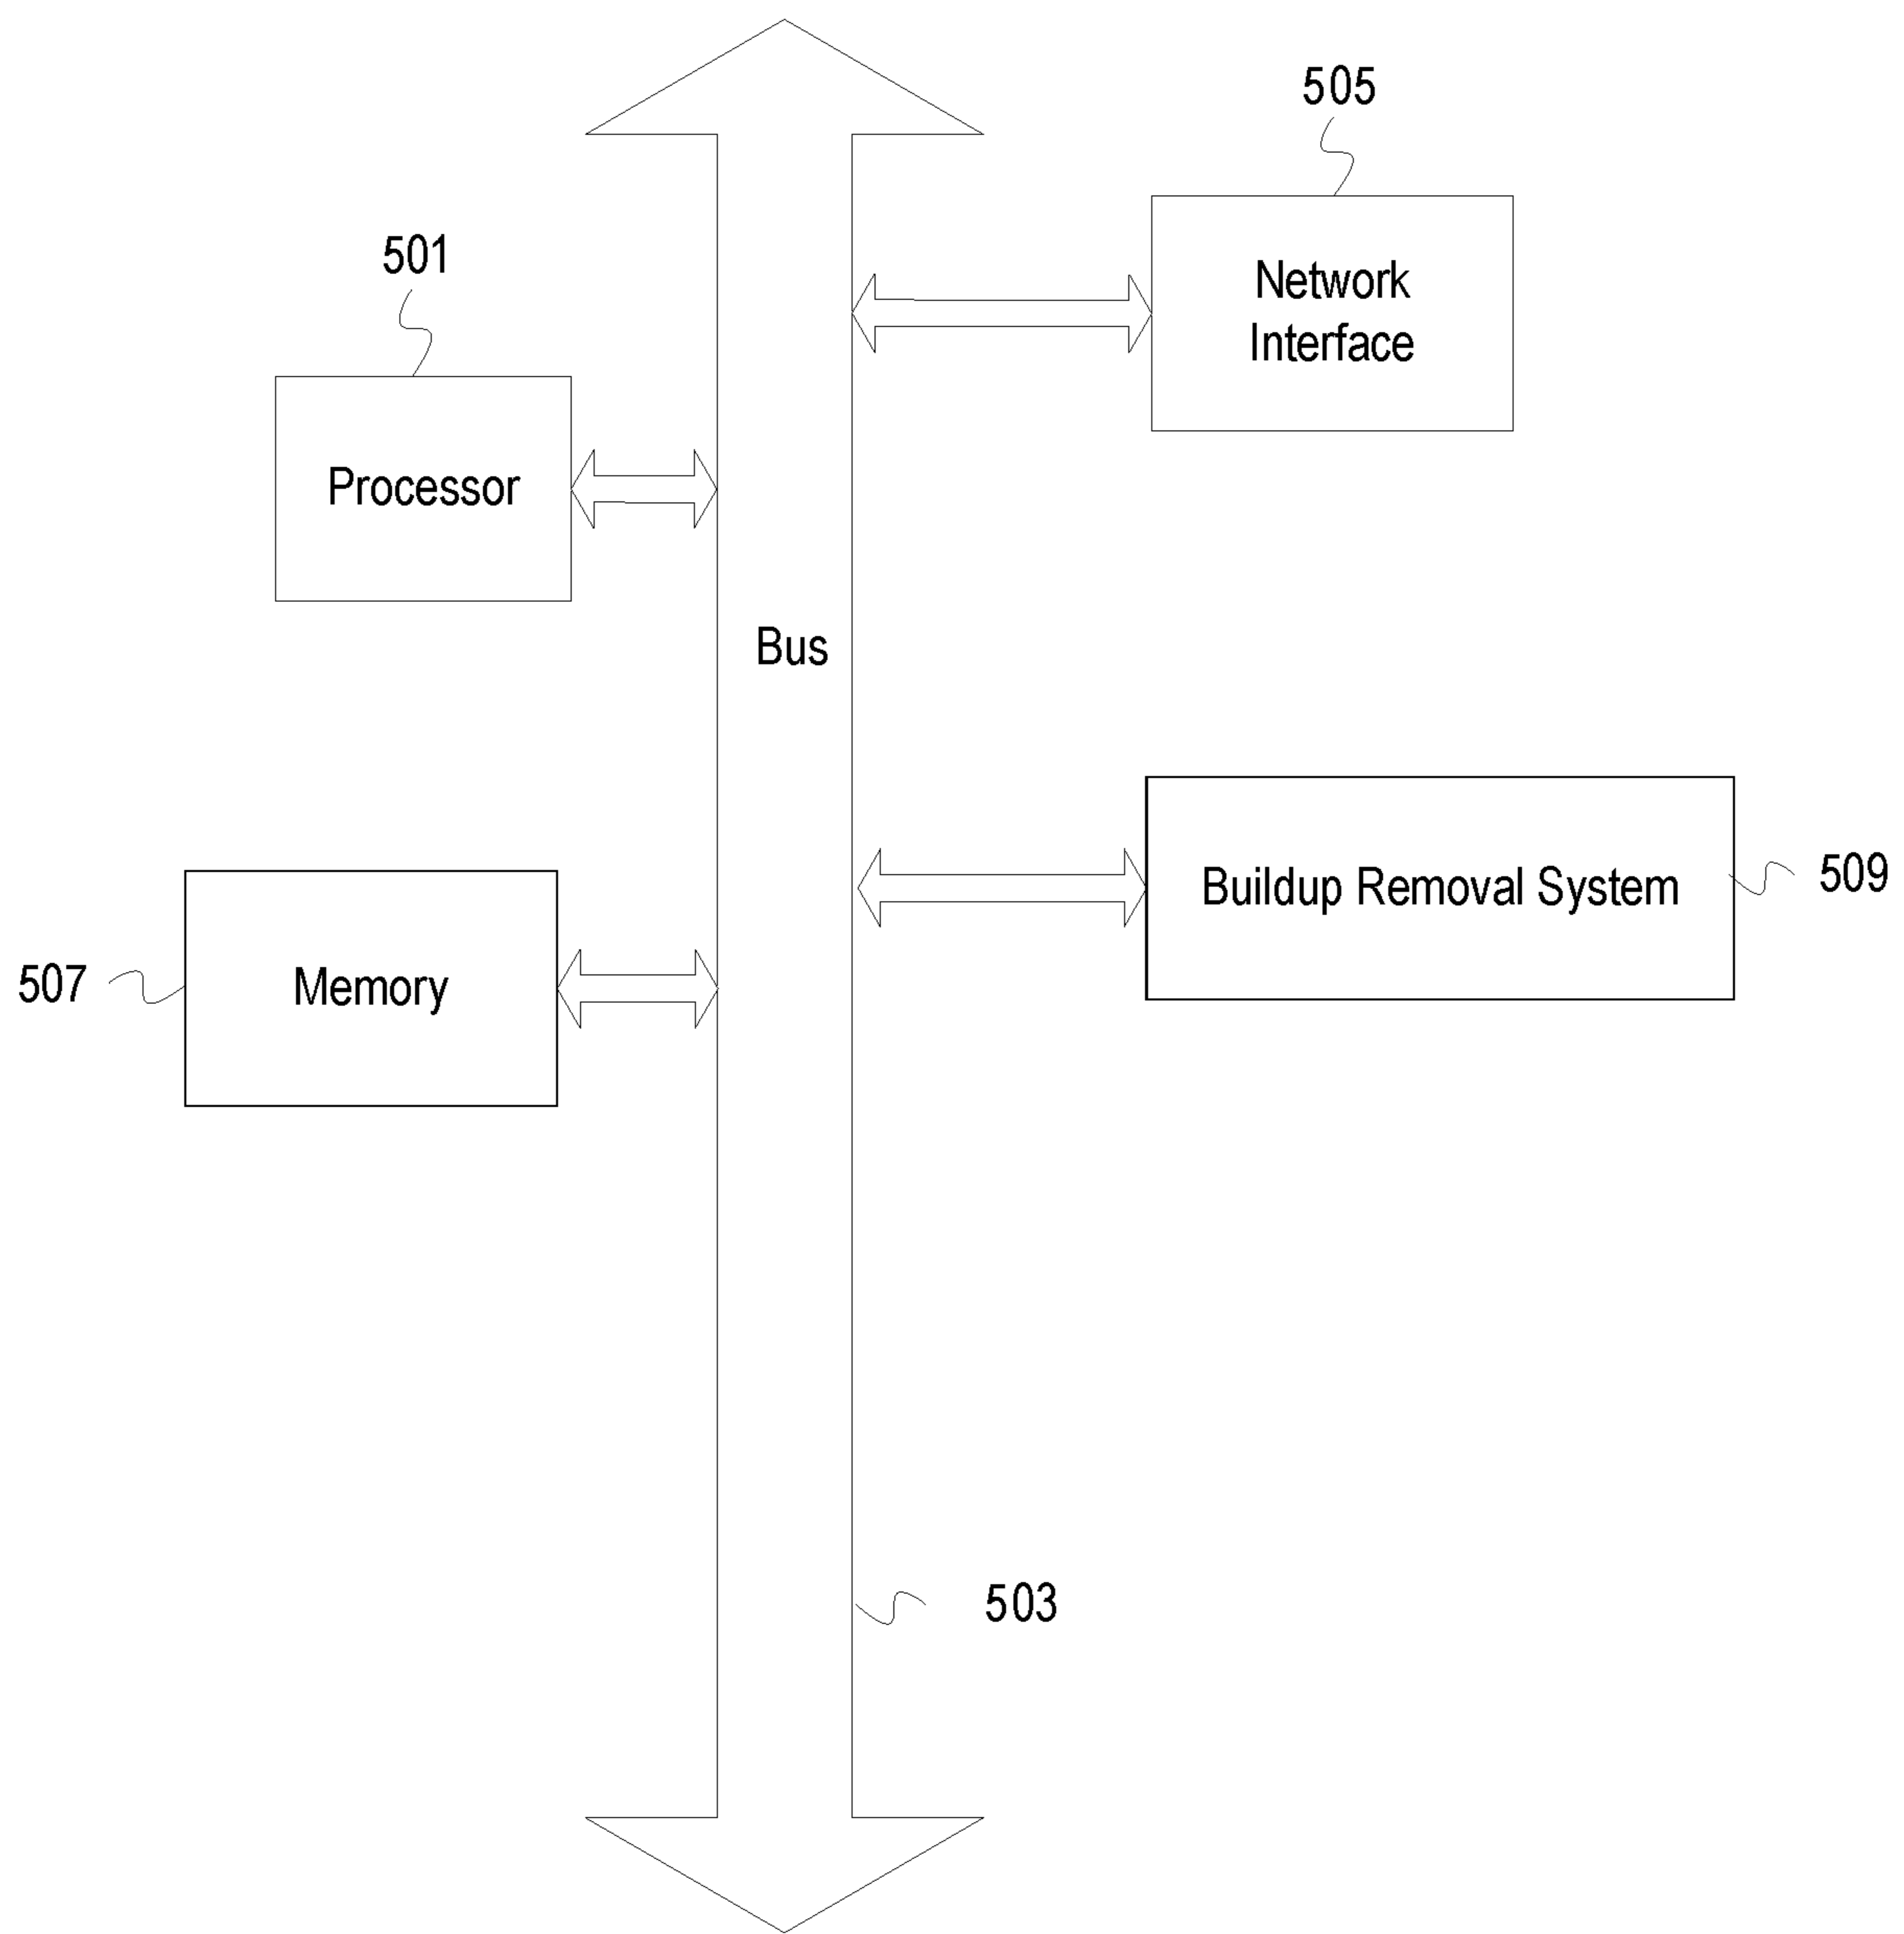 505
501
Network
Interface
Processor
Bus
Buildup Removal System
509
507
Memory
503